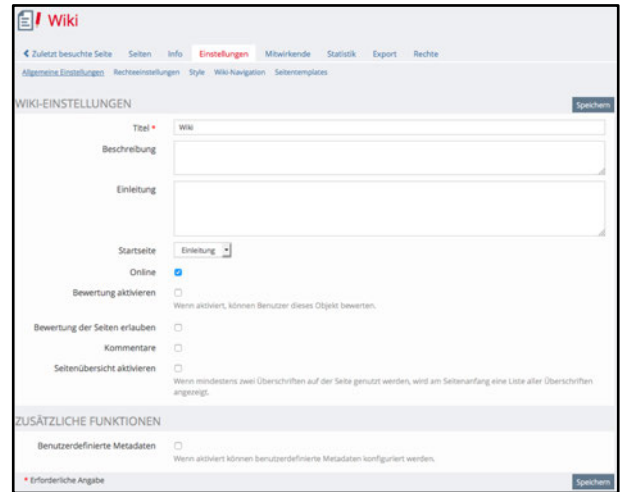 Wiki
Zuletzt besuchte Seite Seiten Info Einstellungen Mitwirkende Statistik Export Rechte
Allgemeine Einstellungen Rechteeinstellungen Style Wiki-Navigation Seitentemplates
WIKI-EINSTELLUNGEN Speichern
Titel * Wiki
Beschreibung
Einleitung
Startseite Einleitung
Online
Bewertung aktivieren
Wenn aktiviert, können Benutzer dieses Objekt bewerten.
Bewertung der Seiten erlauben
Kommentare
Seitenübersicht aktivieren
Wenn mindestens zwei Überschriften auf der Seite genutzt werden, wird am Seitenanfang eine Liste aller Überschriften
angezeigt.
ZUSÄTZLICHE FUNKTIONEN
Benutzerdefinierte Metadaten
Wenn aktiviert können benutzerdefinierte Metadaten konfiguriert werden.
* Erforderliche Angabe Speichern